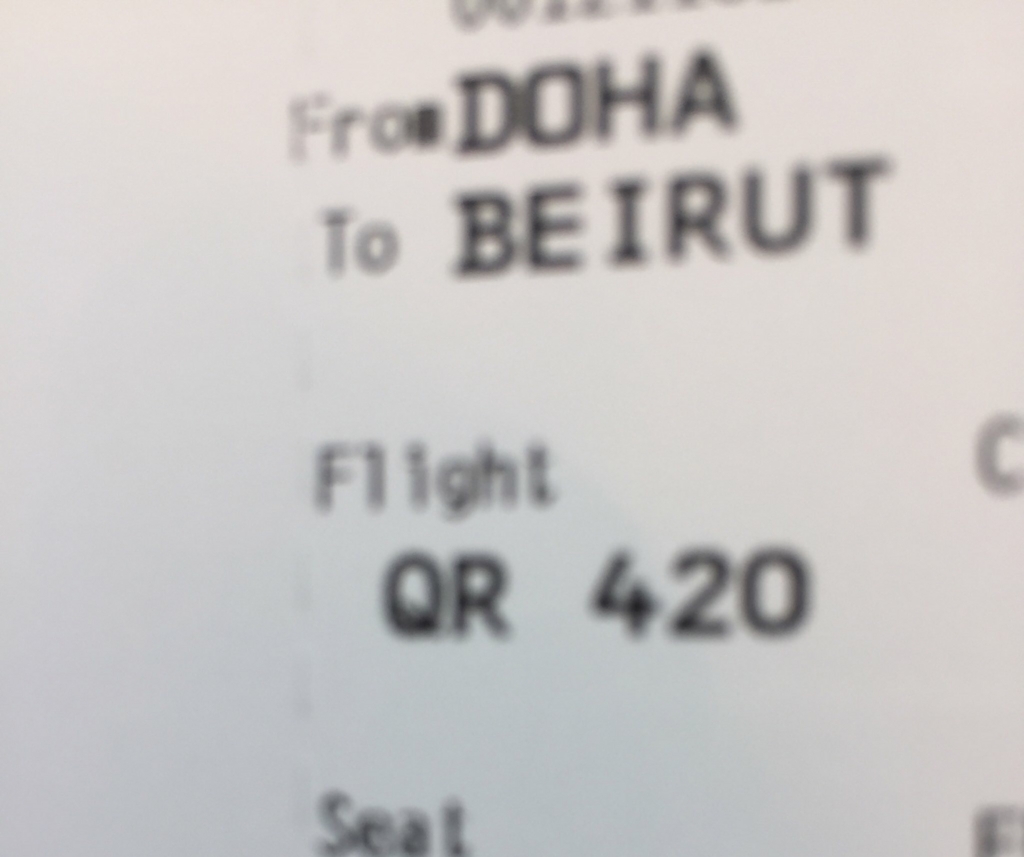 From DOHA
To BEIRUT
Flight
QR 420
Seat